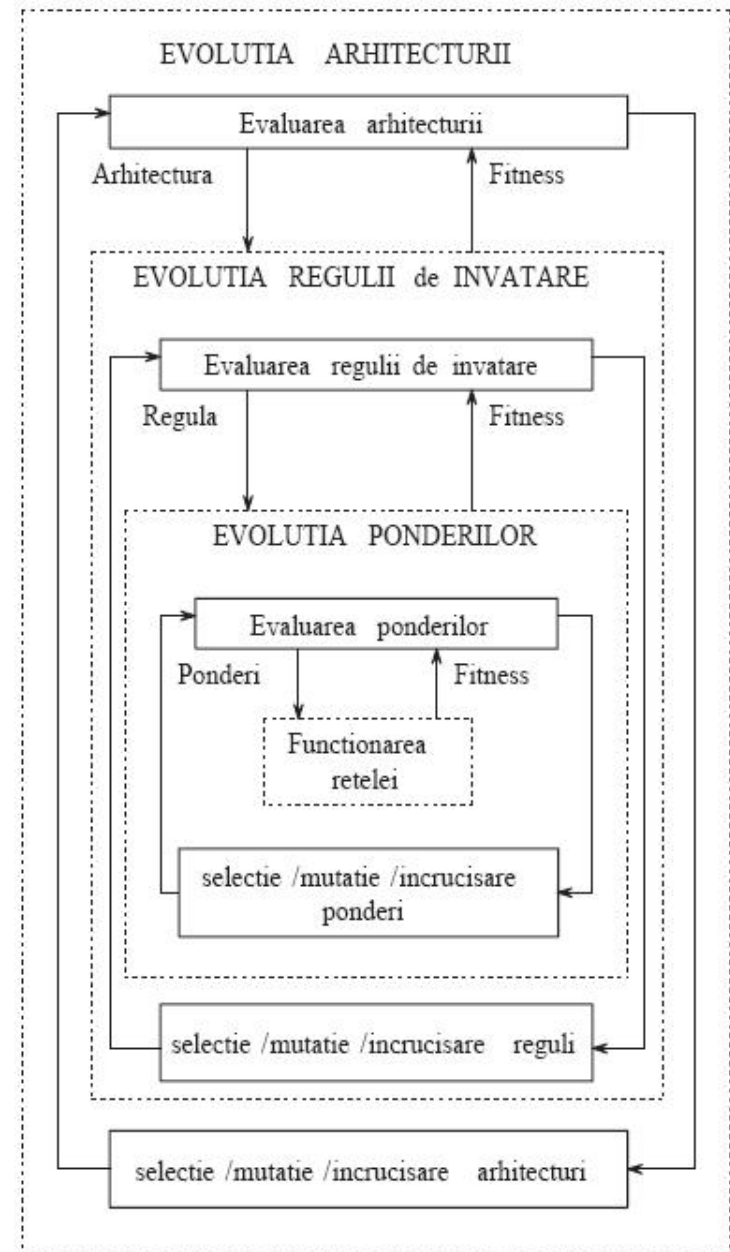 EVOLUTIA ARHITECTURII
Evaluarea arhitecturii
Arhitectura
Fitness
EVOLUTIA REGULII de INVATARE
Evaluarea regulii de invatare
Regula
Fitness
EVOLUTIA PONDERILOR
Evaluarea ponderilor
Ponderi
Fitness
Functionarea
retelei
selectie /mutatie /incrucisare
ponderi
selectie /mutatie /incrucisare reguli
selectie /mutatie /incrucisare arhitecturi